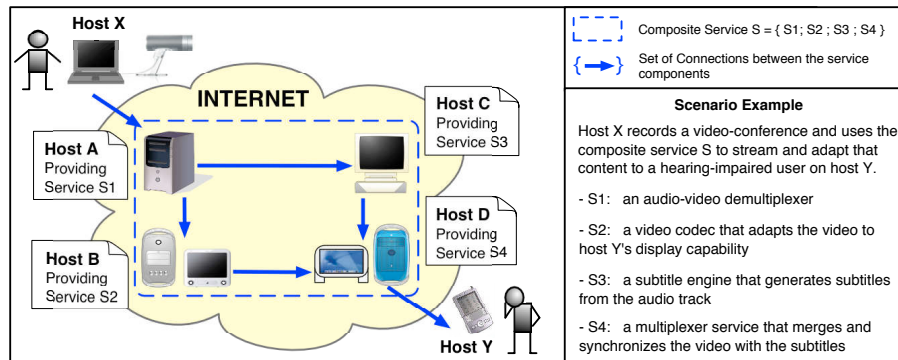 Host X
INTERNET
Host C
Providing
Service S3
Host A
Providing
Service S1
Host D
Providing
Service S4
Host B
Providing
Service S2
Host Y
Composite Service S = { S1; S2 ; S3 ; S4 }
{ } Set of Connections between the service
components
Scenario Example
Host X records a video-conference and uses the
composite service S to stream and adapt that
content to a hearing-impaired user on host Y.
- S1: an audio-video demultiplexer
- S2: a video codec that adapts the video to
host Y's display capability
- S3: a subtitle engine that generates subtitles
from the audio track
- S4: a multiplexer service that merges and
synchronizes the video with the subtitles